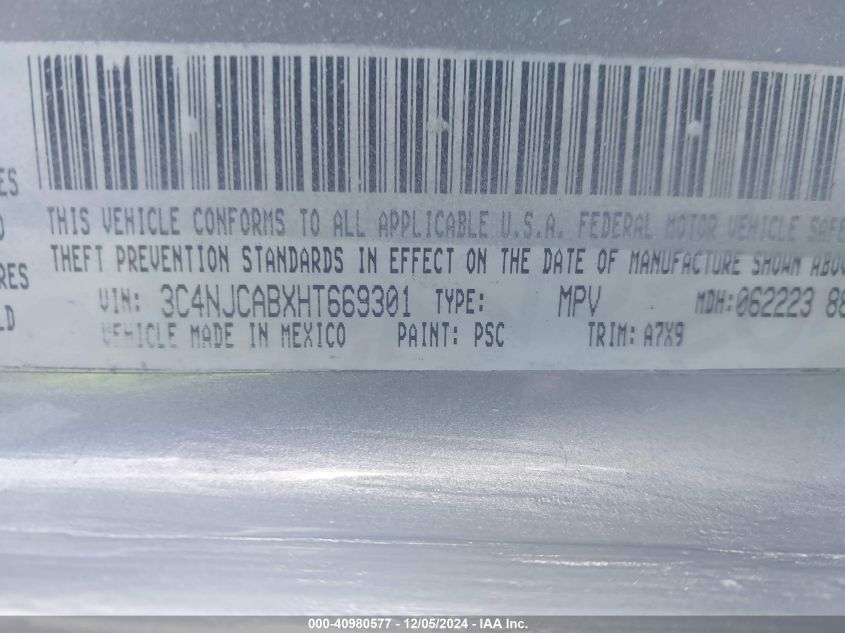 ES
THIS VEHICLE CONFORMS TO ALL APPLICABLE U.S.A. FEDERAL MOTOR VEHICLE SAFE
THEFT PREVENTION STANDARDS IN EFFECT ON THE DATE OF MANUFACTURE SHOWN ABOV
RES
VIN: 3C4NJCABXHT669301 TYPE: MPV MDH:062223 88
LD
VEHICLE MADE IN MEXICO PAINT: PSC TRIM: A7X9
000-40980577 - 12/05/2024 - IAA Inc.